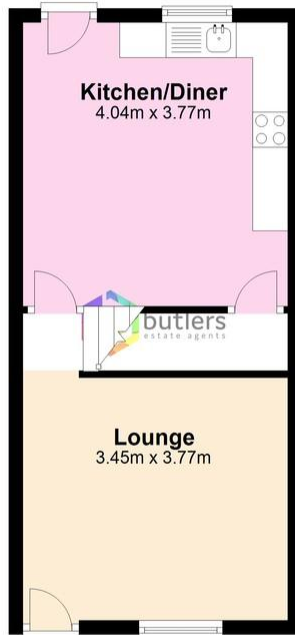 Kitchen/Diner
4.04m x 3.77m
butlers
estate agents
Lounge
3.45m x 3.77m